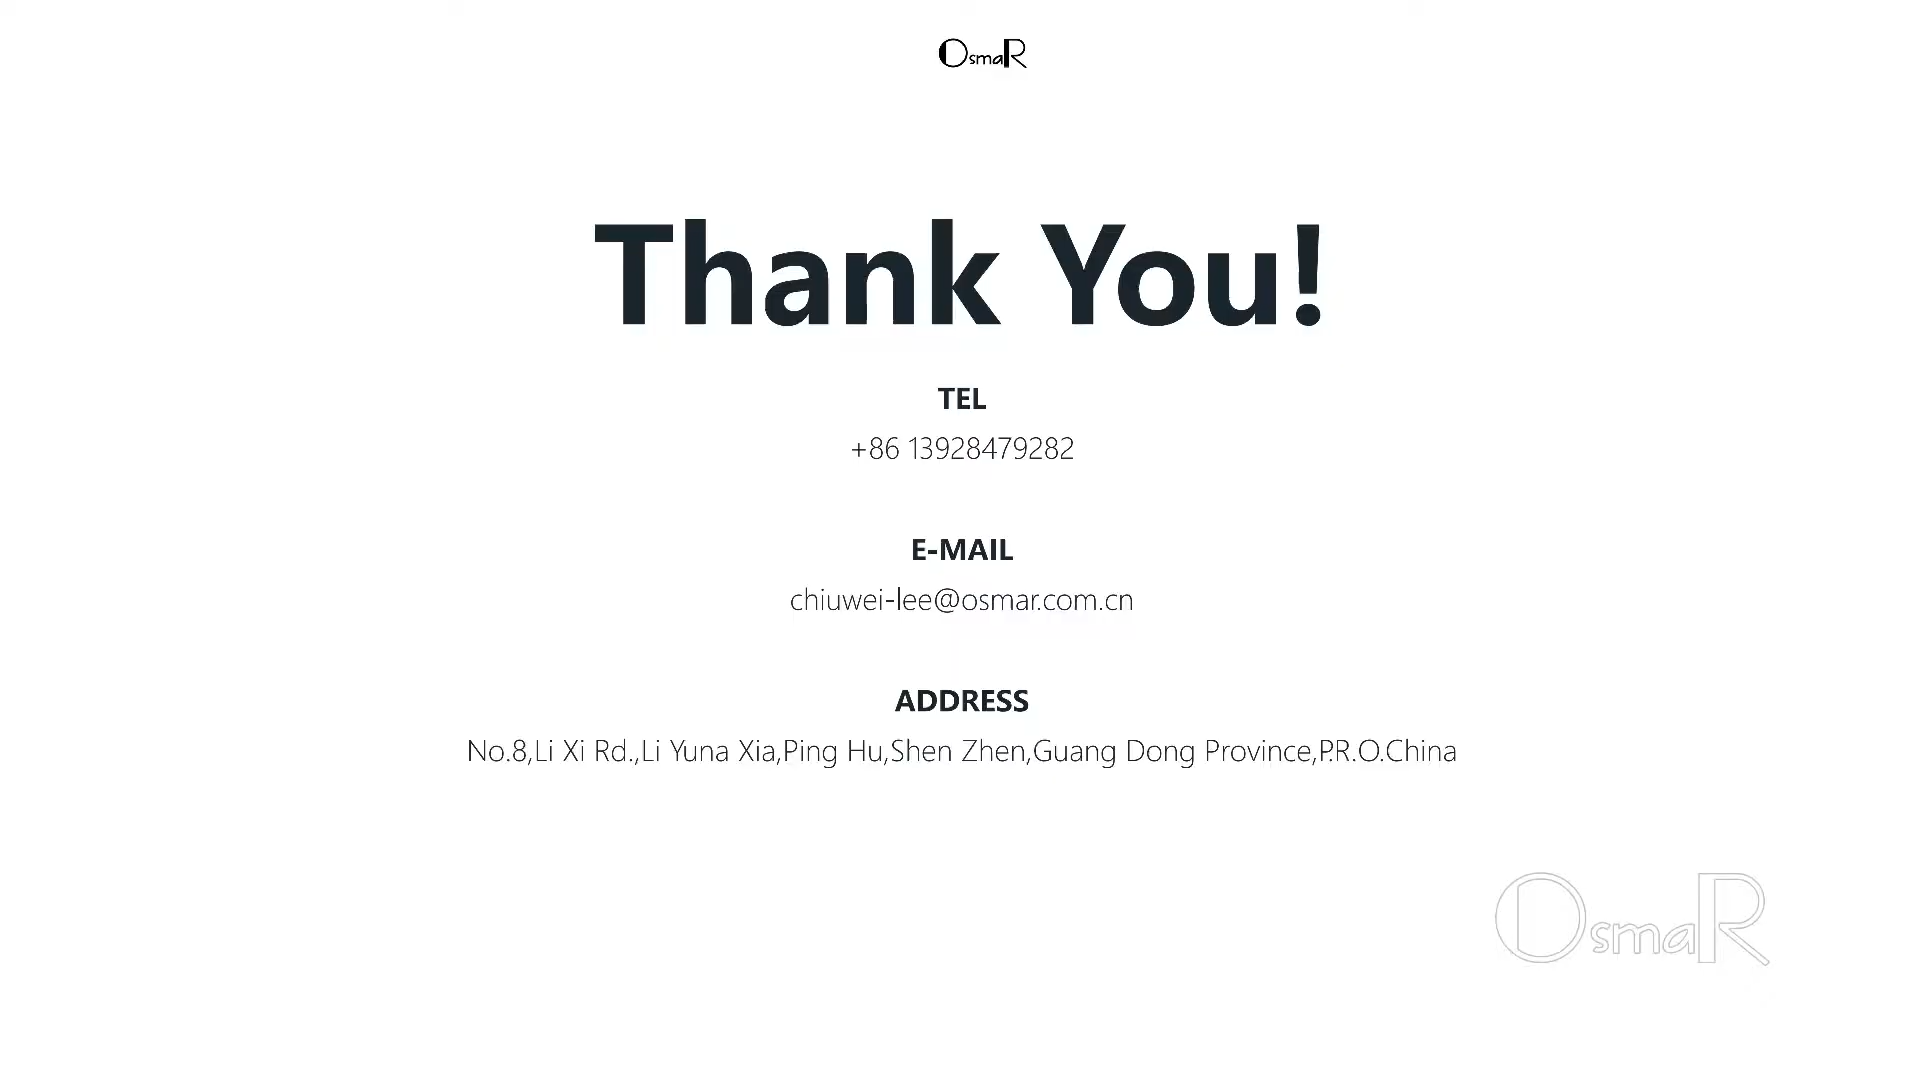 OsmaR
Thank You!
TEL
+86 13928479282
E-MAIL
chiuwei-lee@osmar.com.cn
ADDRESS
No.8,Li Xi Rd.,Li Yuna Xia,Ping Hu,Shen Zhen,Guang Dong Province,P.R.O.China
OsmaR